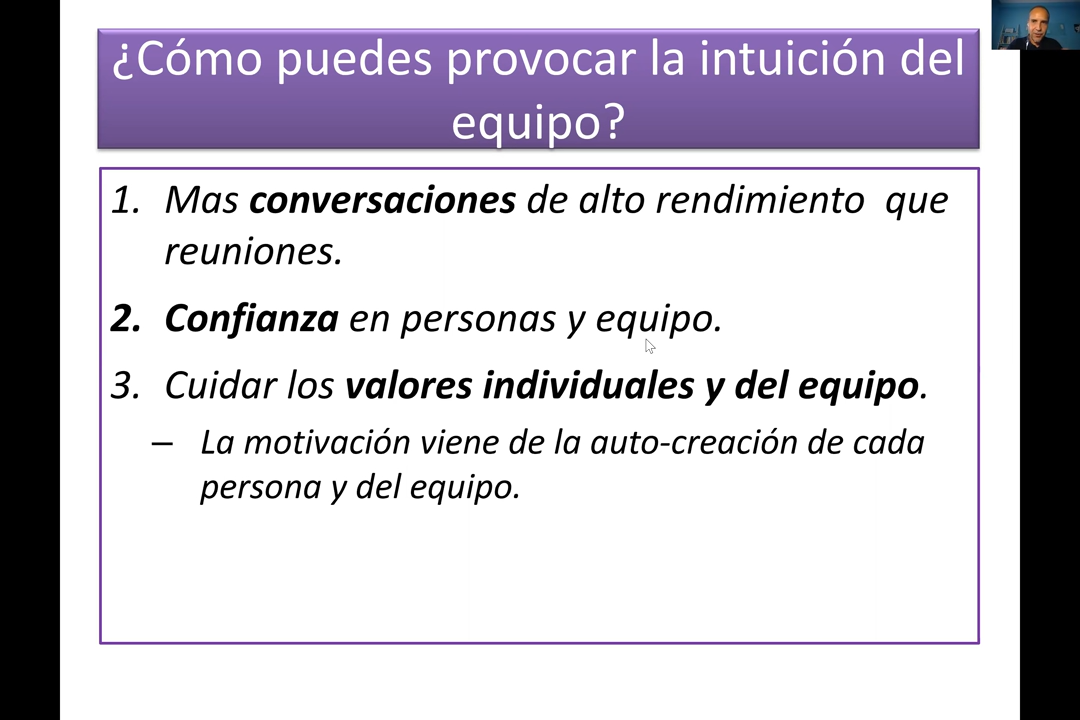 ¿Cómo puedes provocar la intuición del
equipo?
1. Mas conversaciones de alto rendimiento que
reuniones.
2. Confianza en personas y equipo.
3. Cuidar los valores individuales y del equipo.
– La motivación viene de la auto-creación de cada
persona y del equipo.